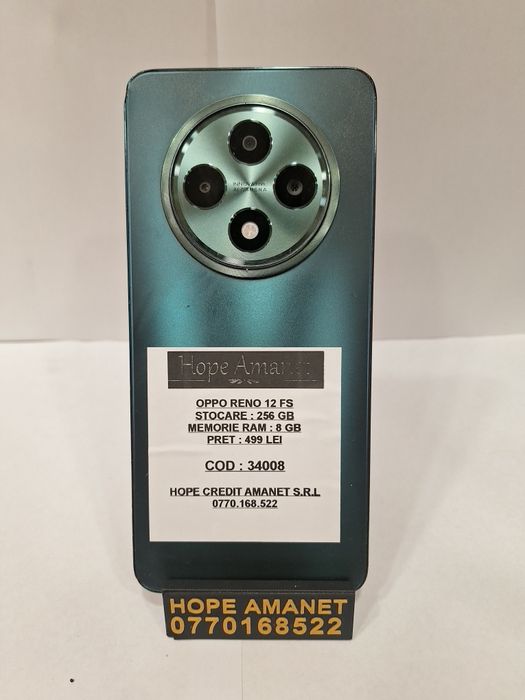 Hope Amanet
OPPO RENO 12 FS
STOCARE : 256 GB
MEMORIE RAM : 8 GB
PRET : 499 LEI
COD : 34008
HOPE CREDIT AMANET S.R.L
0770.168.522
HOPE AMANET
0770168522